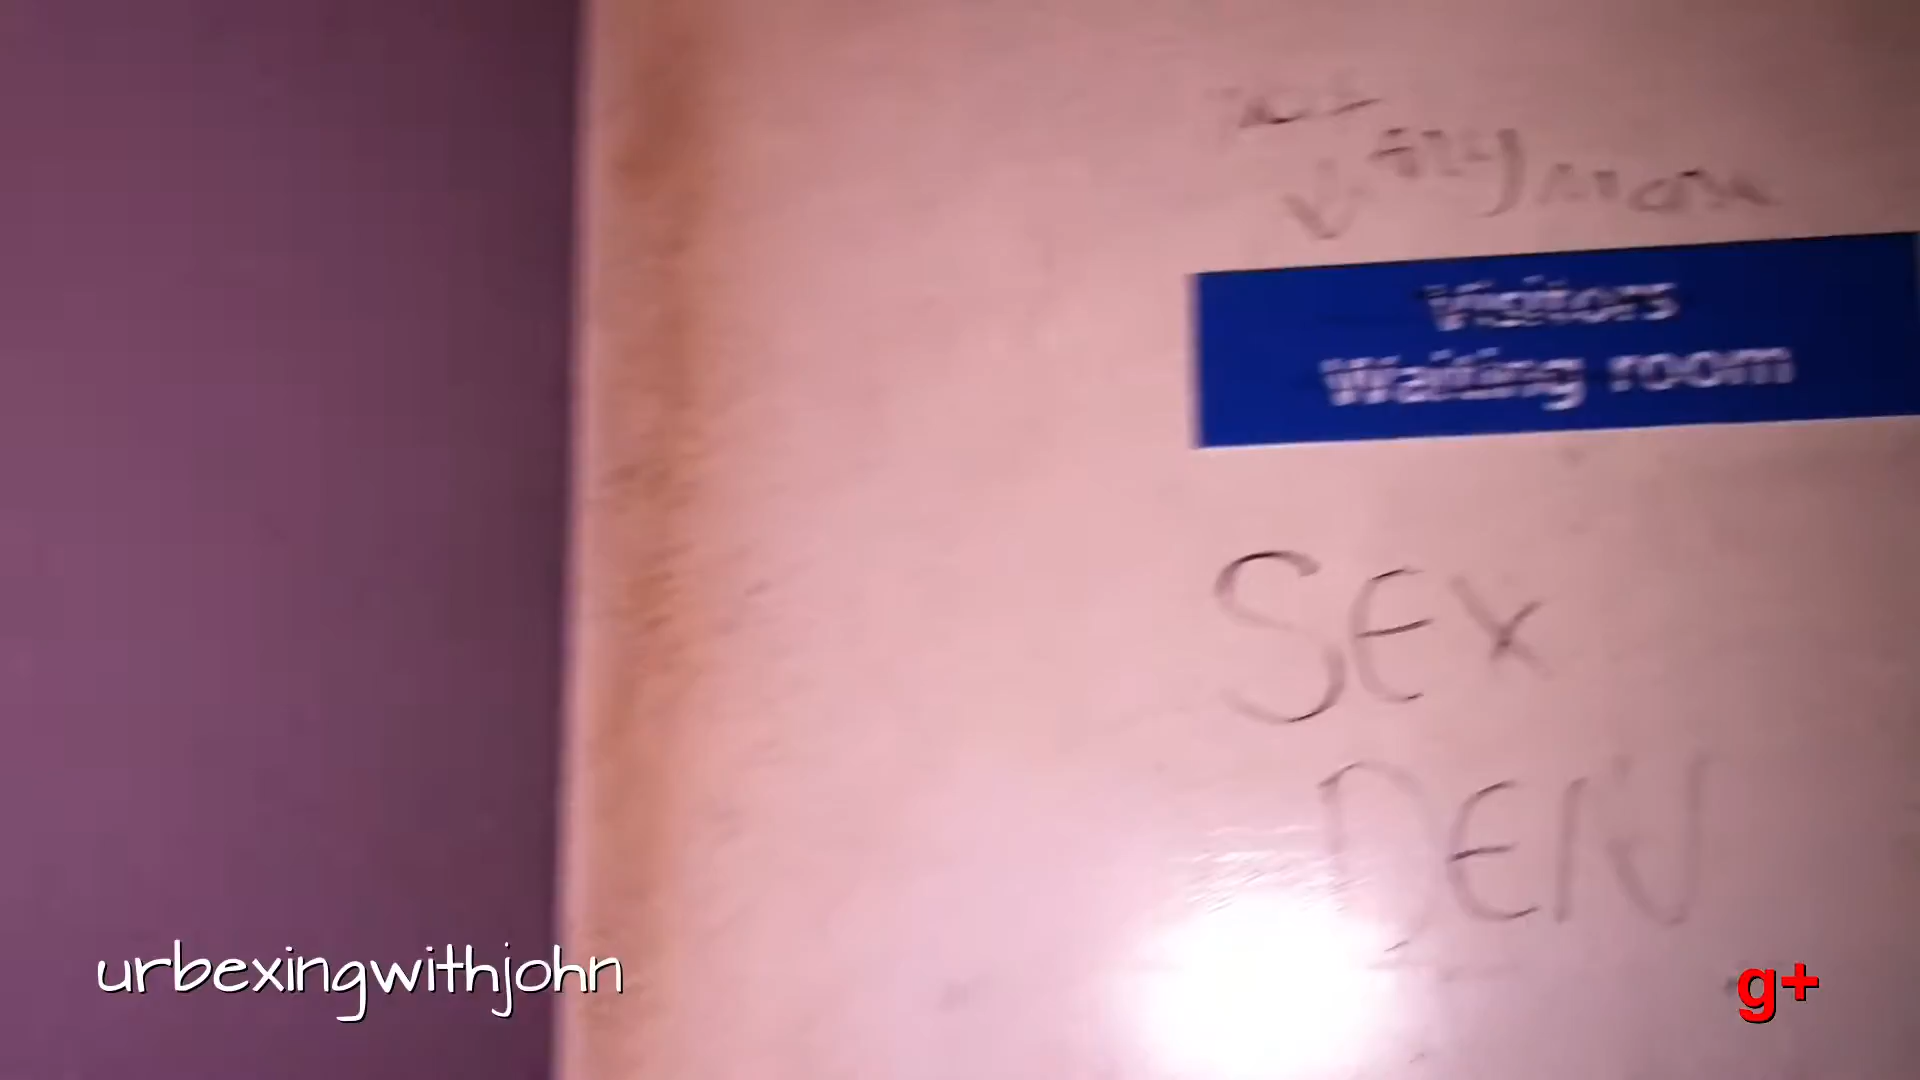 Visitors
Waiting room
SEX
DEN
urbexingwithjohn
g+